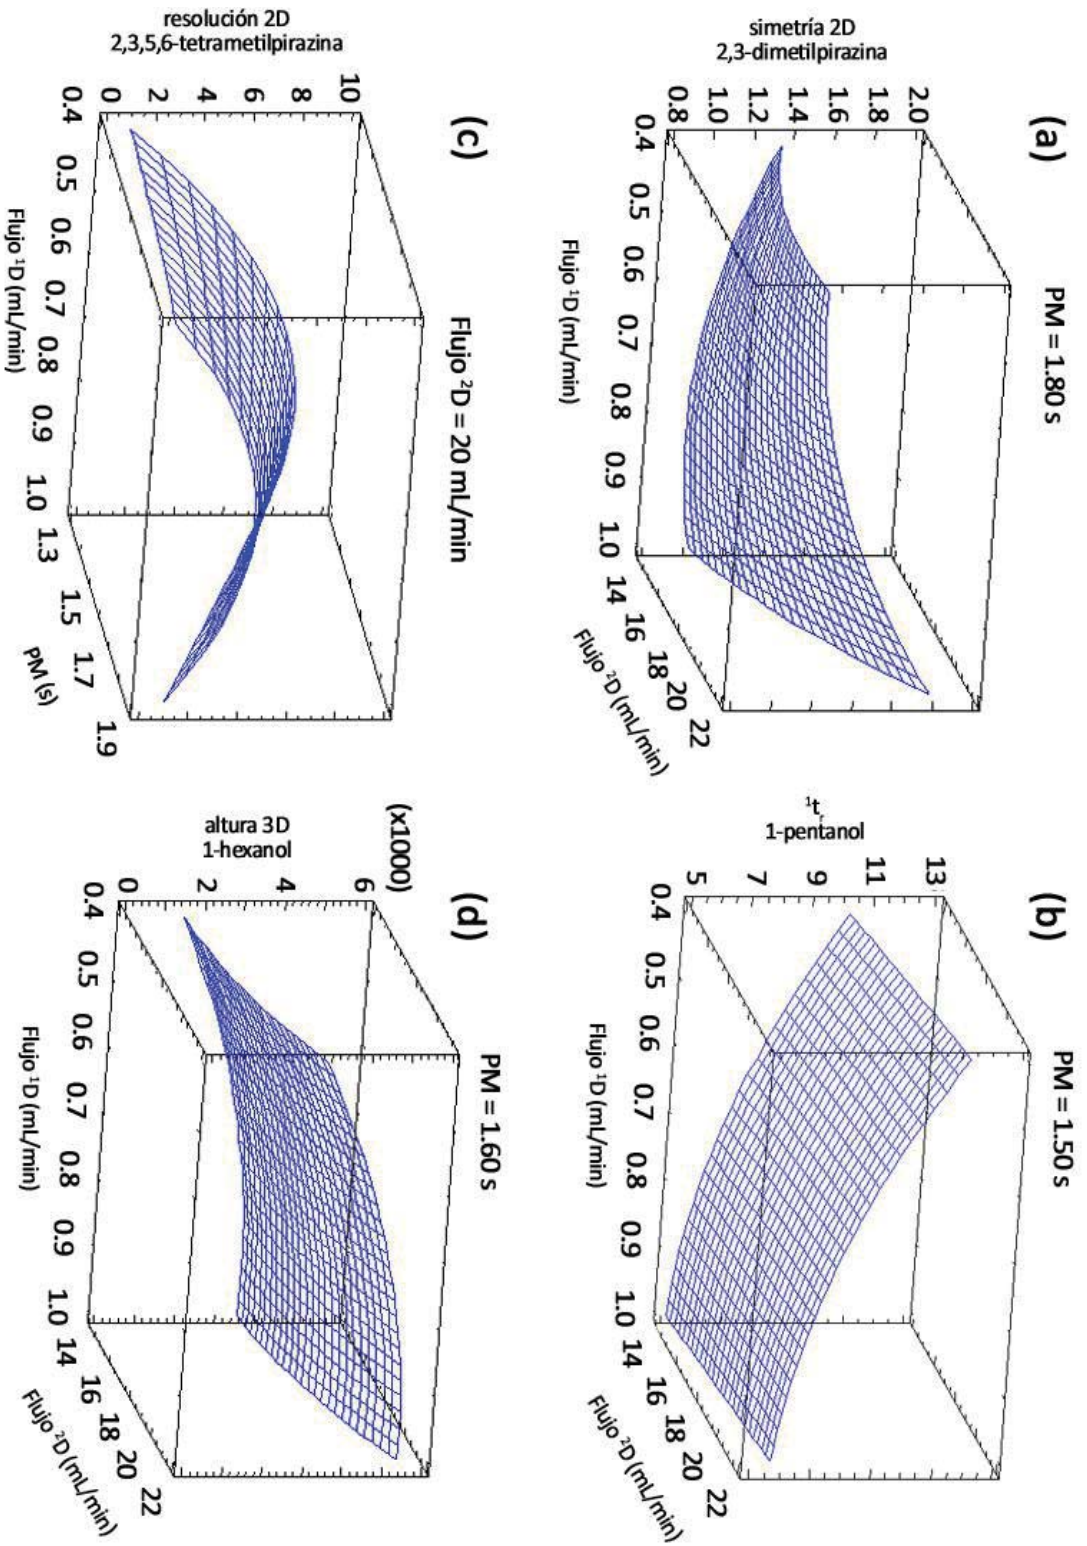 (a)
PM = 1.80 s
simetría 2D
2,3-dimetilpirazina
2.0
1.8
1.6
1.4
1.2
1.0
0.8
0.4 0.5 0.6 0.7 0.8 0.9 1.0
Flujo ¹D (mL/min)
14 16 18 20 22
Flujo ²D (mL/min)
(b)
PM = 1.50 s
¹tᵣ
1-pentanol
13
11
9
7
5
0.4 0.5 0.6 0.7 0.8 0.9 1.0
Flujo ¹D (mL/min)
14 16 18 20 22
Flujo ²D (mL/min)
(c)
Flujo ²D = 20 mL/min
resolución 2D
2,3,5,6-tetrametilpirazina
10
8
6
4
2
0
0.4 0.5 0.6 0.7 0.8 0.9 1.0
Flujo ¹D (mL/min)
1.3 1.5 1.7 1.9
PM (s)
(d)
PM = 1.60 s
(x1000)
altura 3D
1-hexanol
6
4
2
0
0.4 0.5 0.6 0.7 0.8 0.9 1.0
Flujo ¹D (mL/min)
14 16 18 20 22
Flujo ²D (mL/min)